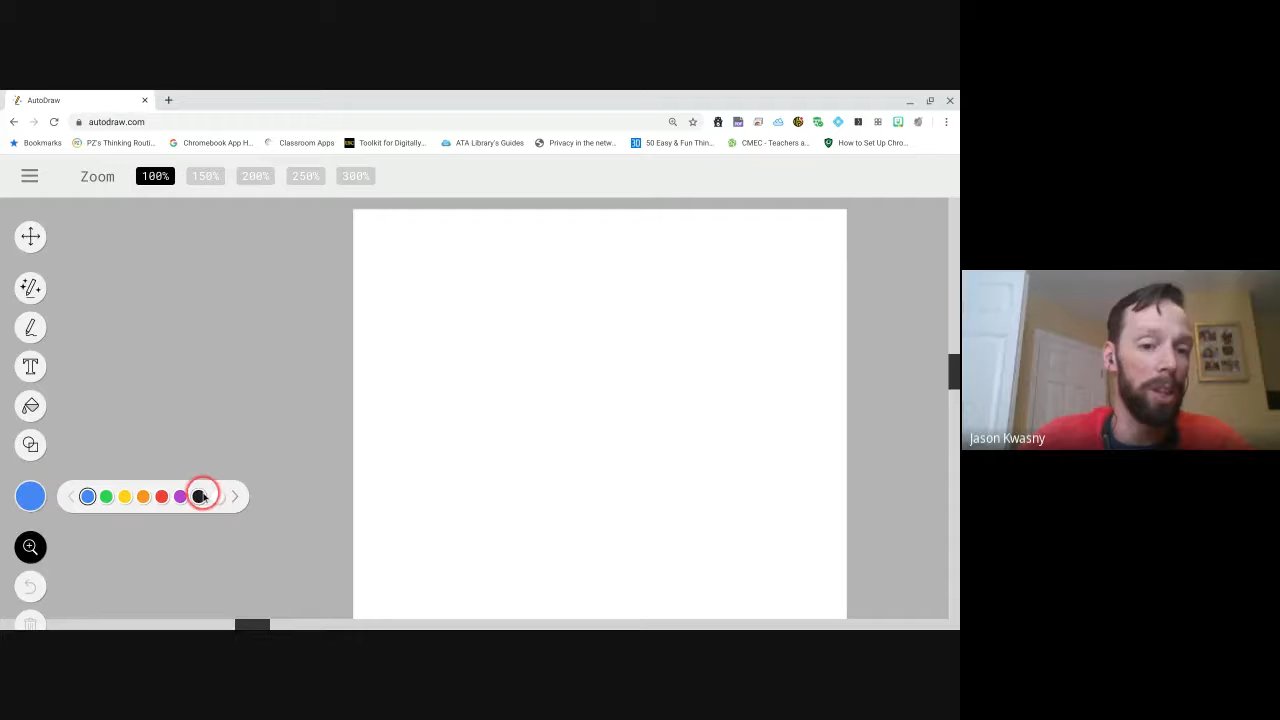 AutoDraw
autodraw.com
Bookmarks PZ's Thinking Routi... Chromebook App H... Classroom Apps Toolkit for Digitally... ATA Library's Guides Privacy in the netw... 50 Easy & Fun Thin... CMEC - Teachers a... How to Set Up Chro...
Zoom 100% 150% 200% 250% 300%
T
Jason Kwasny